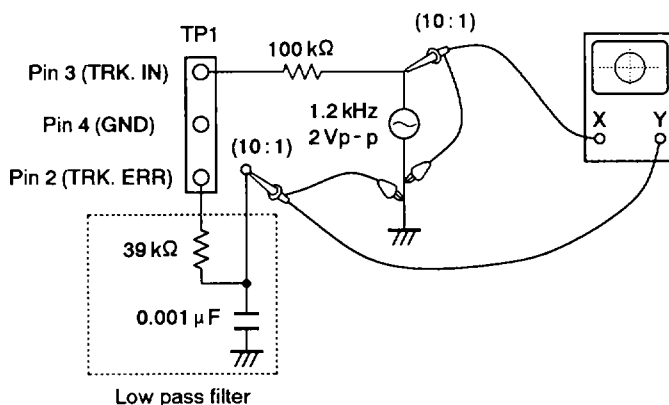 TP1
(10 : 1)
100 kΩ
Pin 3 (TRK. IN)
Pin 4 (GND)
1.2 kHz
2 Vp - p
X Y
(10 : 1)
Pin 2 (TRK. ERR)
39 kΩ
0.001 μF
Low pass filter